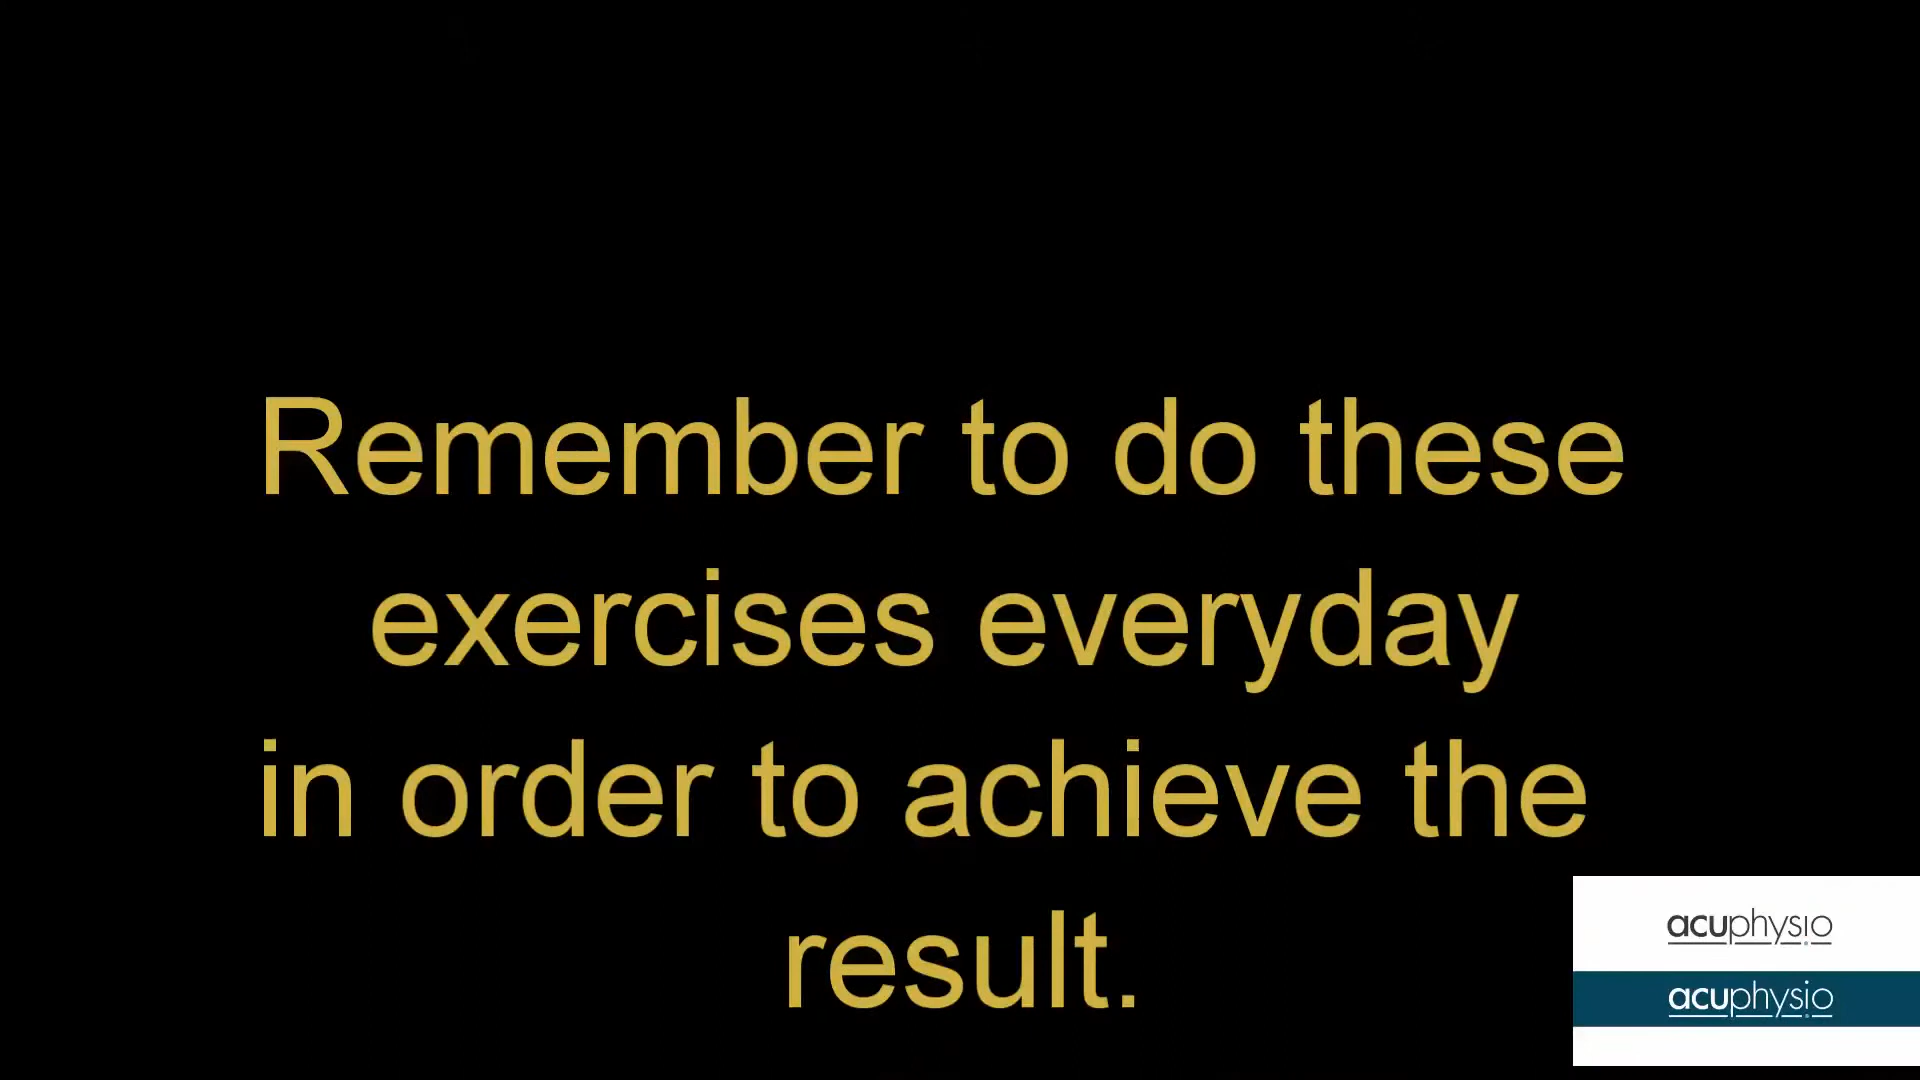 Remember to do these
exercises everyday
in order to achieve the
result.
acuphysio
acuphysio